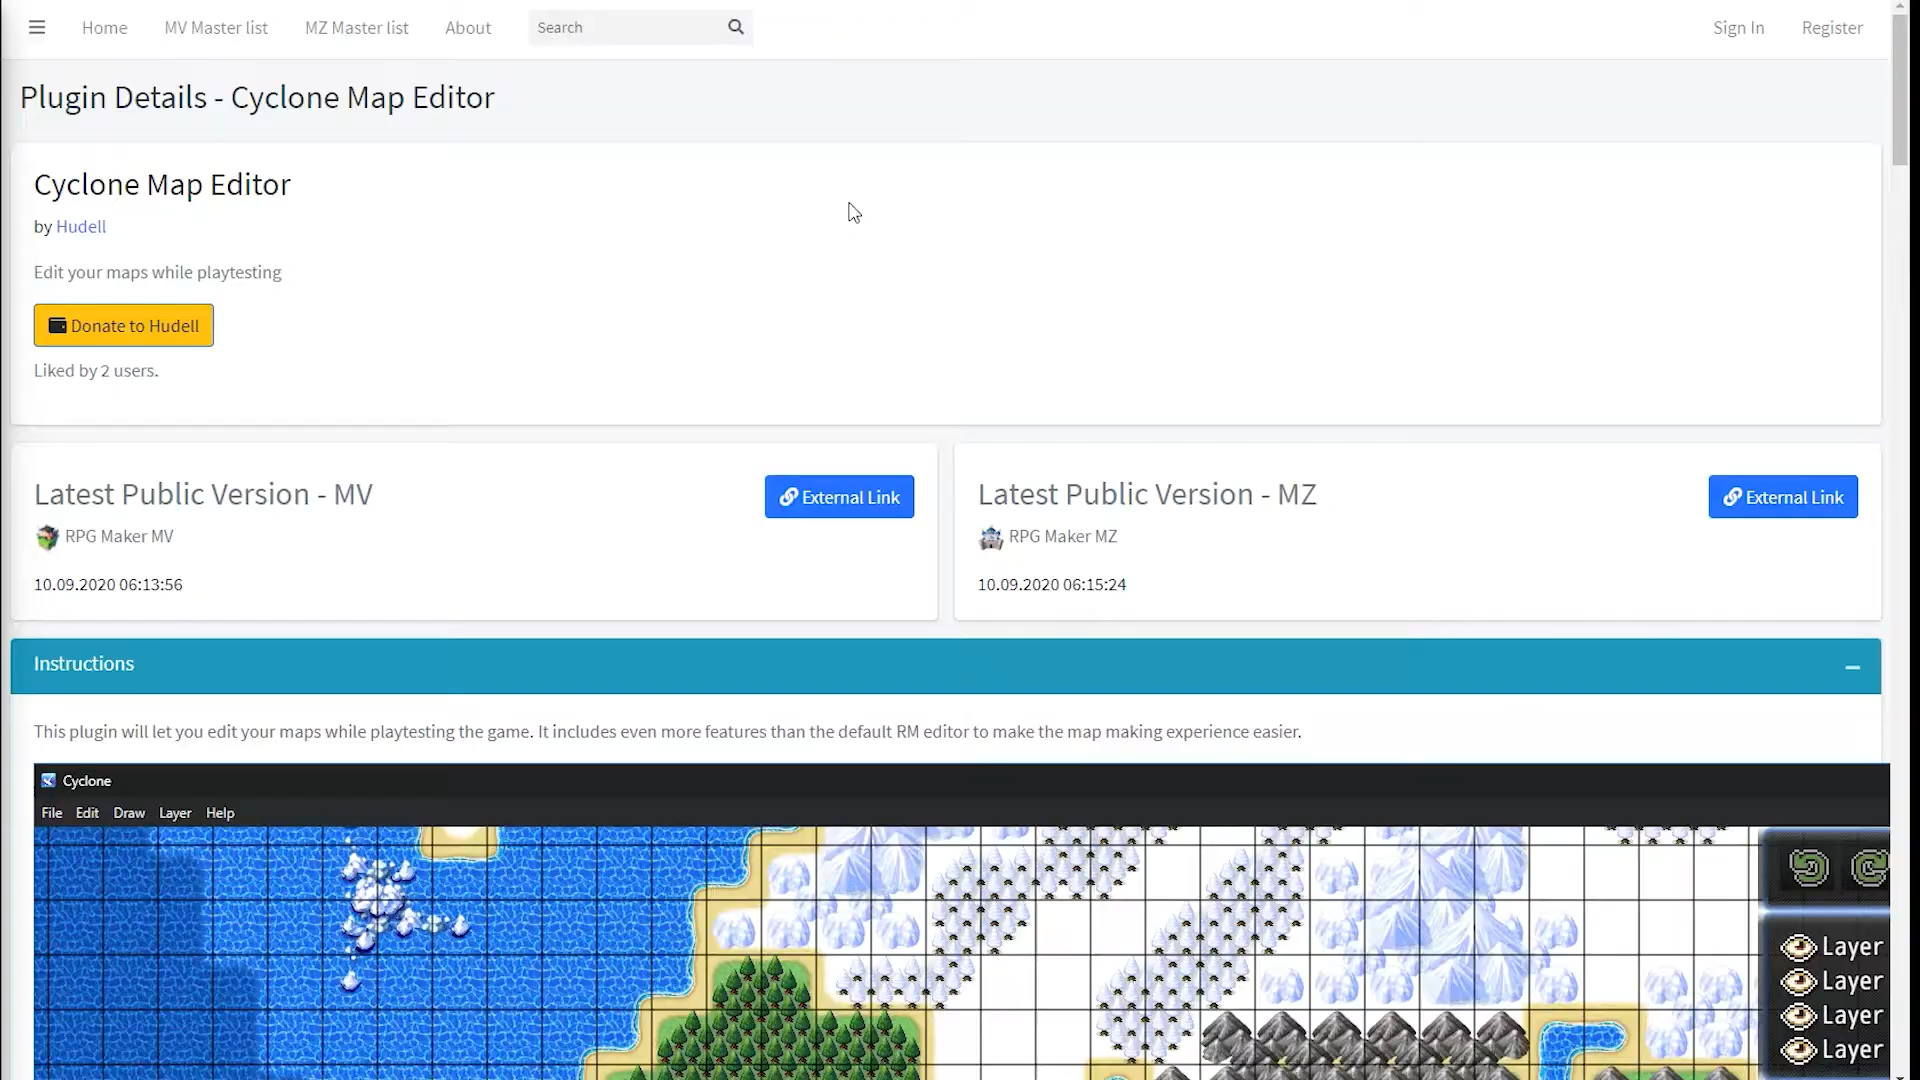 Home MV Master list MZ Master list About Search Sign In Register
Plugin Details - Cyclone Map Editor
Cyclone Map Editor
by Hudell
Edit your maps while playtesting
Donate to Hudell
Liked by 2 users.
Latest Public Version - MV
External Link
RPG Maker MV
10.09.2020 06:13:56
Latest Public Version - MZ
External Link
RPG Maker MZ
10.09.2020 06:15:24
Instructions
This plugin will let you edit your maps while playtesting the game. It includes even more features than the default RM editor to make the map making experience easier.
Cyclone
File Edit Draw Layer Help
Layer
Layer
Layer
Layer